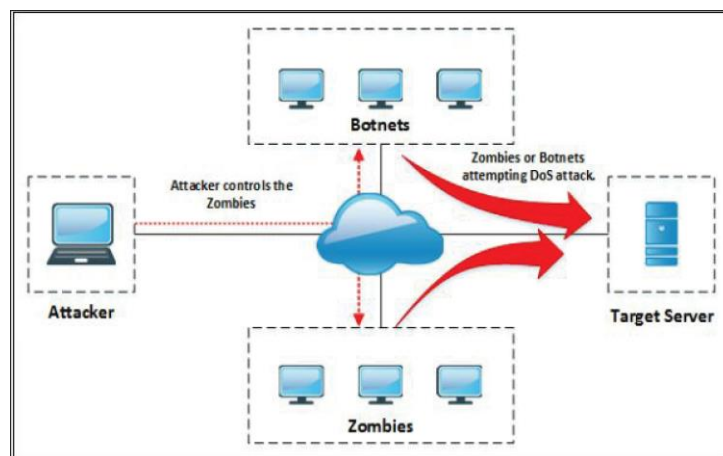 Botnets
Zombies or Botnets
attempting DoS attack.
Attacker controls the
Zombies
Attacker
Target Server
Zombies